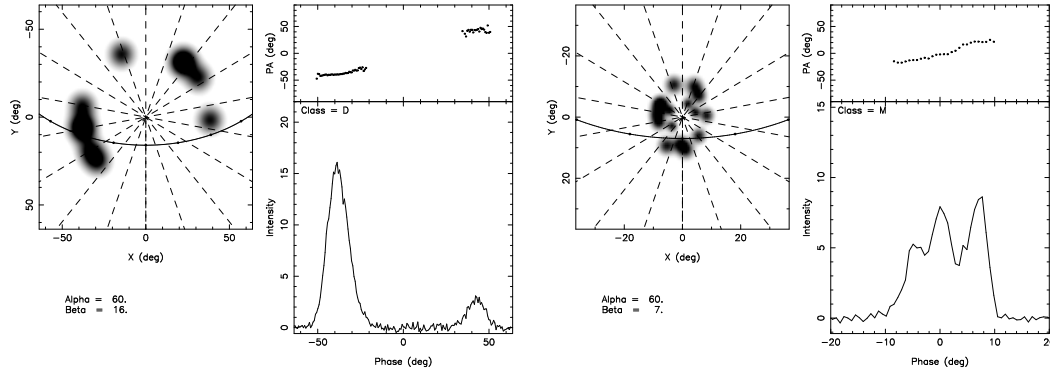 50
0
50
Y (deg)
−50
0
50
X (deg)
Alpha = 60.
Beta = 16.
50
0
−50
PA (deg)
Class = D
20
15
10
5
0
Intensity
−50
0
50
Phase (deg)
−20
0
20
Y (deg)
−20
0
20
X (deg)
Alpha = 60.
Beta = 7.
50
0
−50
PA (deg)
Class = M
15
10
5
0
Intensity
−20
−10
0
10
20
Phase (deg)